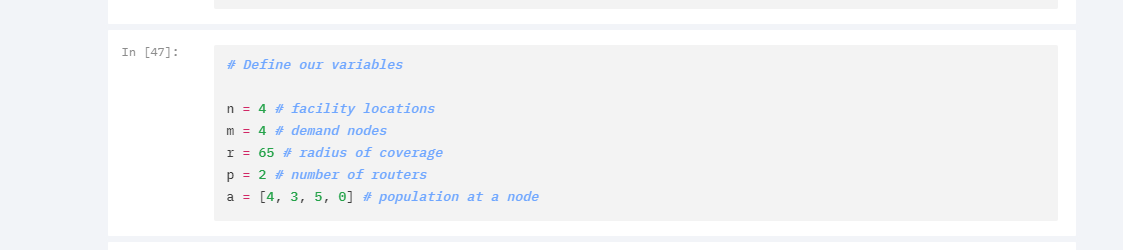 In [47]:
# Define our variables
n = 4 # facility locations
m = 4 # demand nodes
r = 65 # radius of coverage
p = 2 # number of routers
a = [4, 3, 5, 0] # population at a node